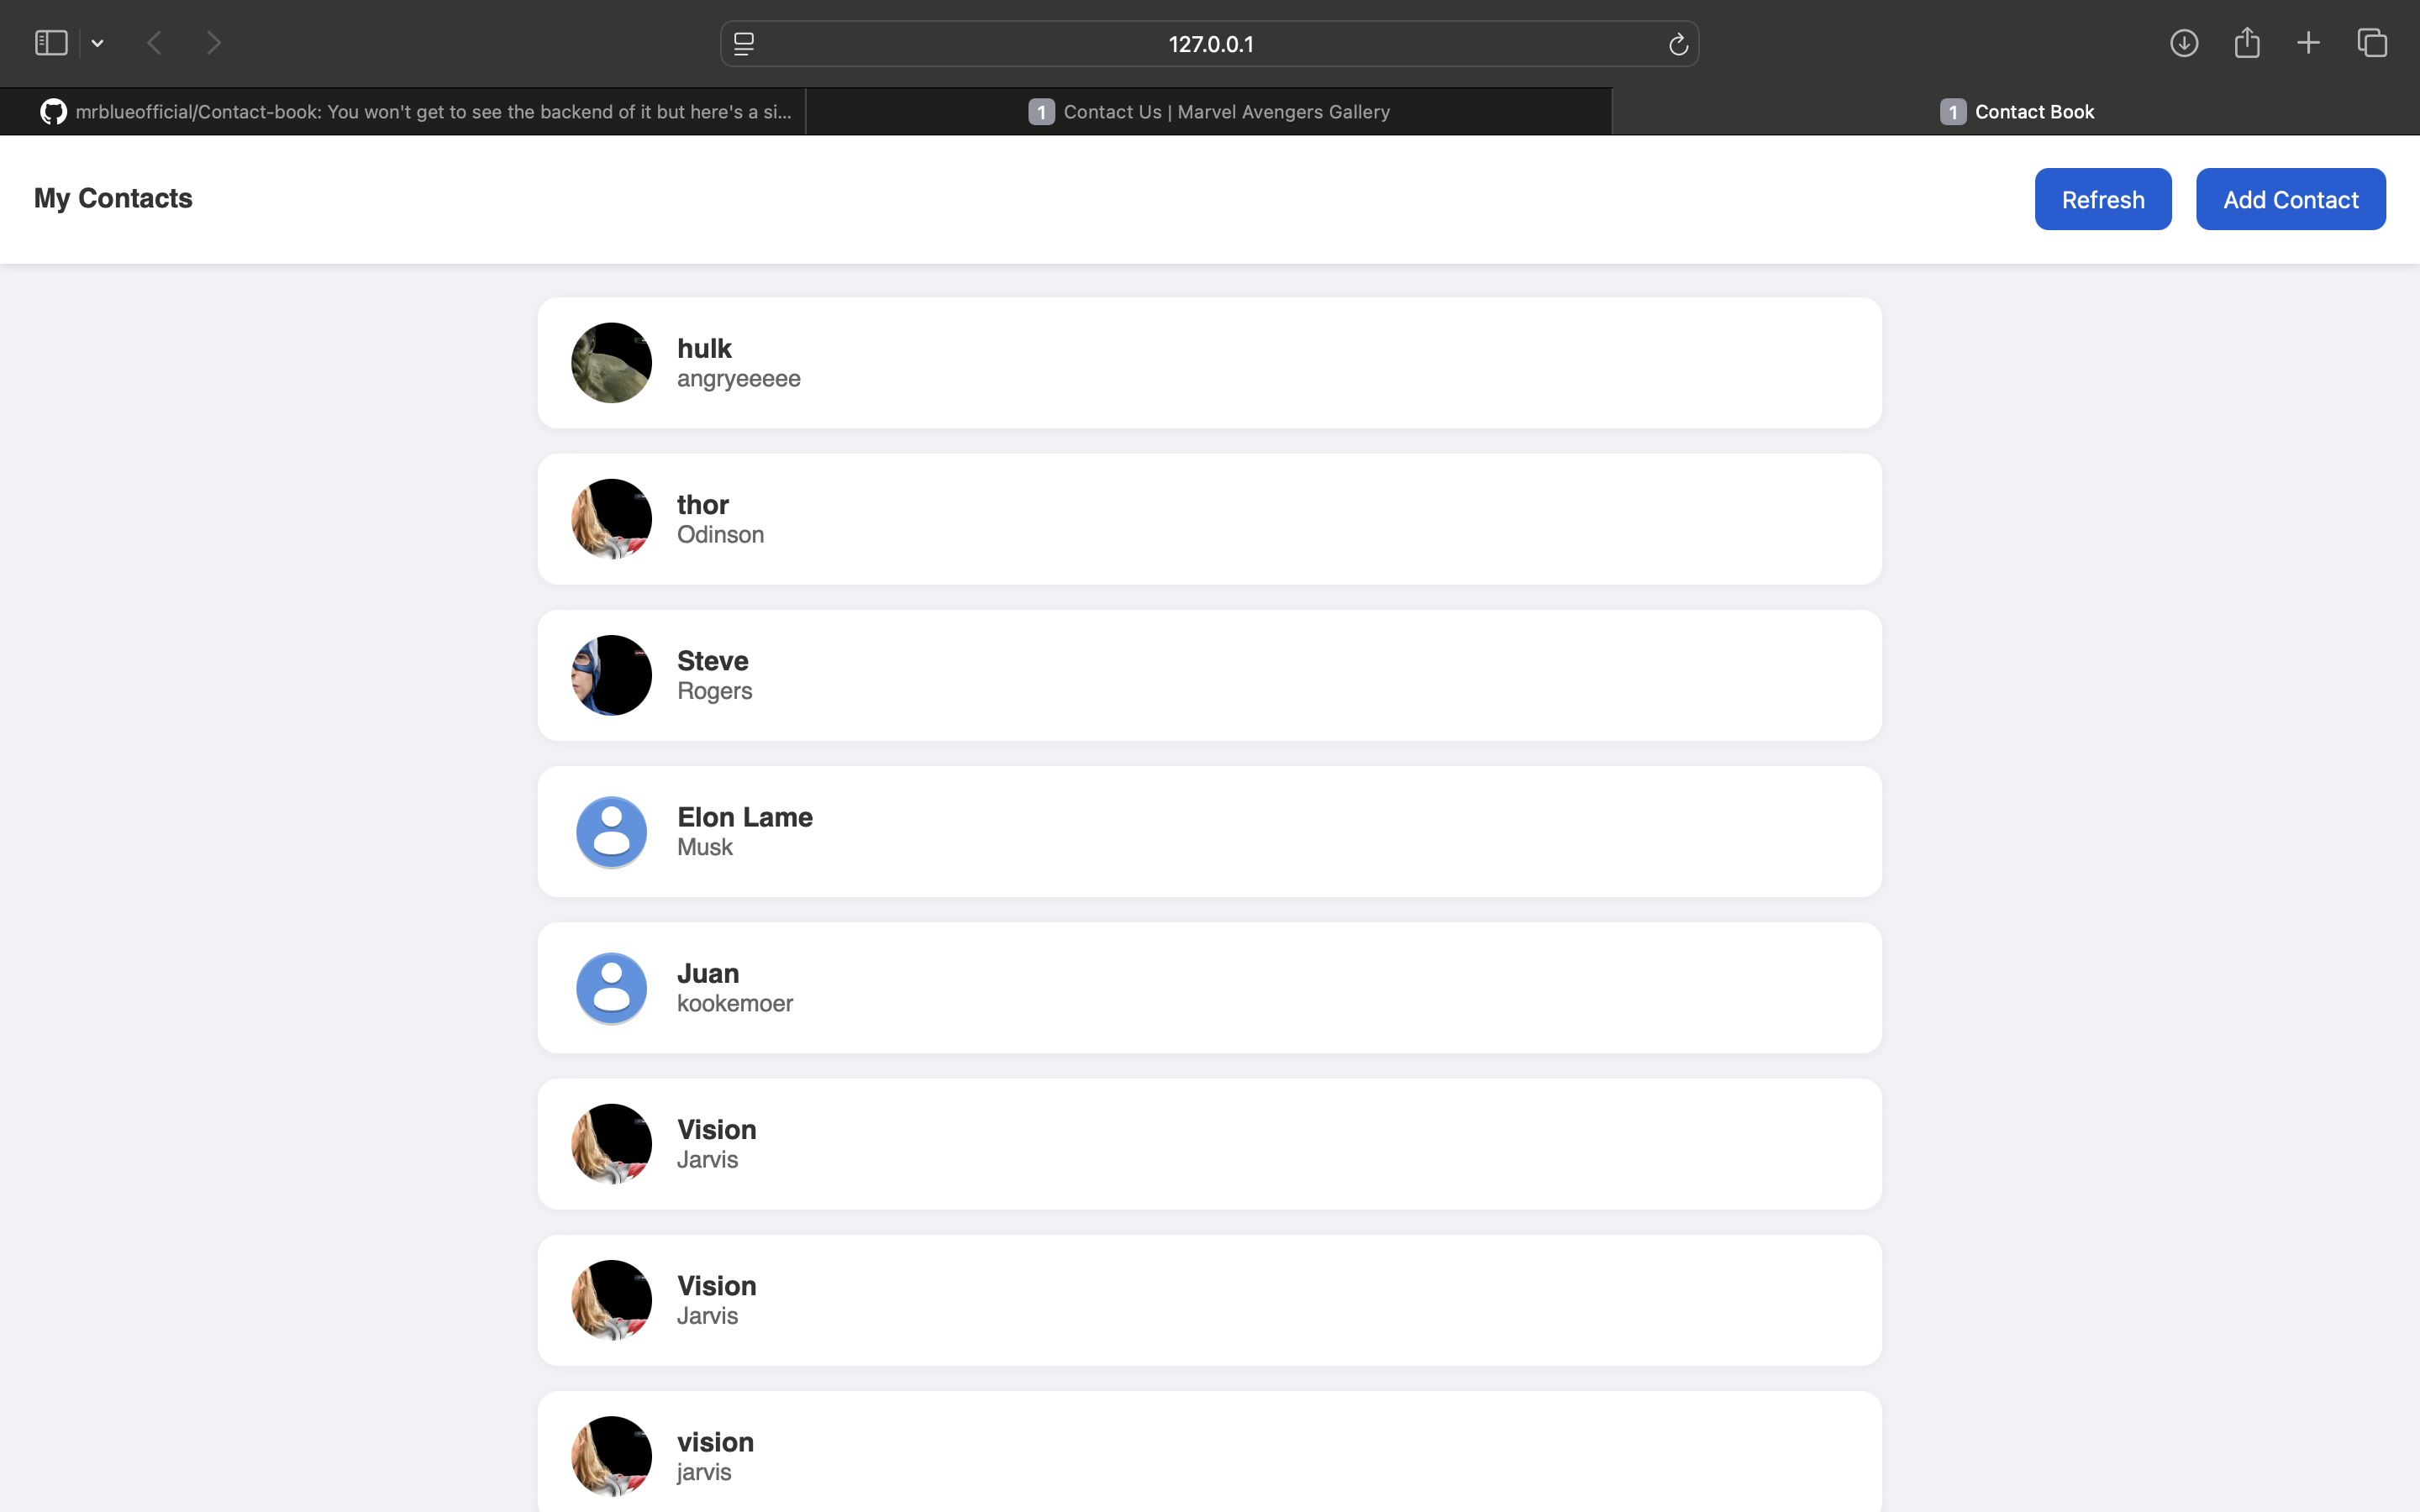 127.0.0.1
mrblueofficial/Contact-book: You won't get to see the backend of it but here's a si...
1 Contact Us | Marvel Avengers Gallery
1 Contact Book
My Contacts
Refresh
Add Contact
hulk
angryeeeee
thor
Odinson
Steve
Rogers
Elon Lame
Musk
Juan
kookemoer
Vision
Jarvis
Vision
Jarvis
vision
jarvis